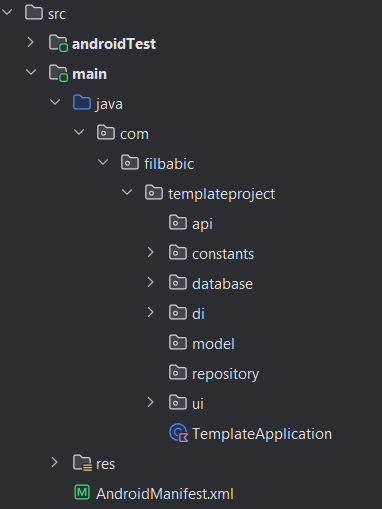 src
androidTest
main
java
com
filbabic
templateproject
api
constants
database
di
model
repository
ui
TemplateApplication
res
AndroidManifest.xml